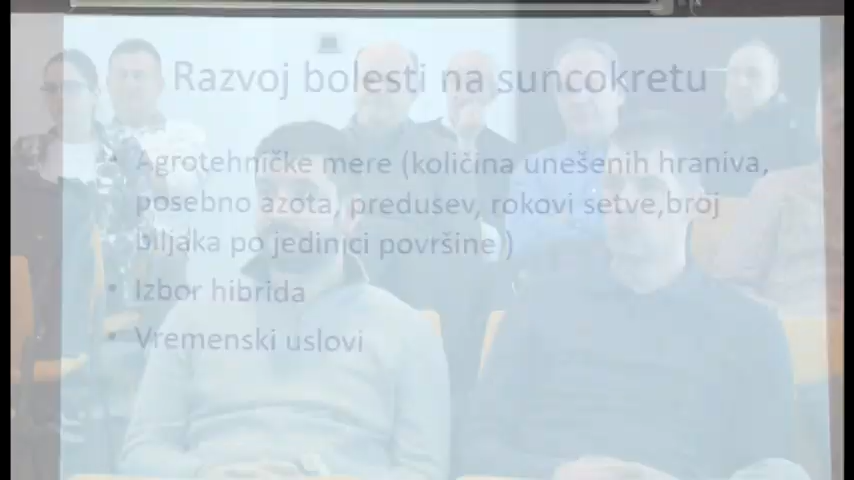 Razvoj bolesti na suncokretu
• Agrotehničke mere (količina unešenih hraniva,
posebno azota, predusev, rokovi setve,broj
biljaka po jedinici površine )
• Izbor hibrida
• Vremenski uslovi